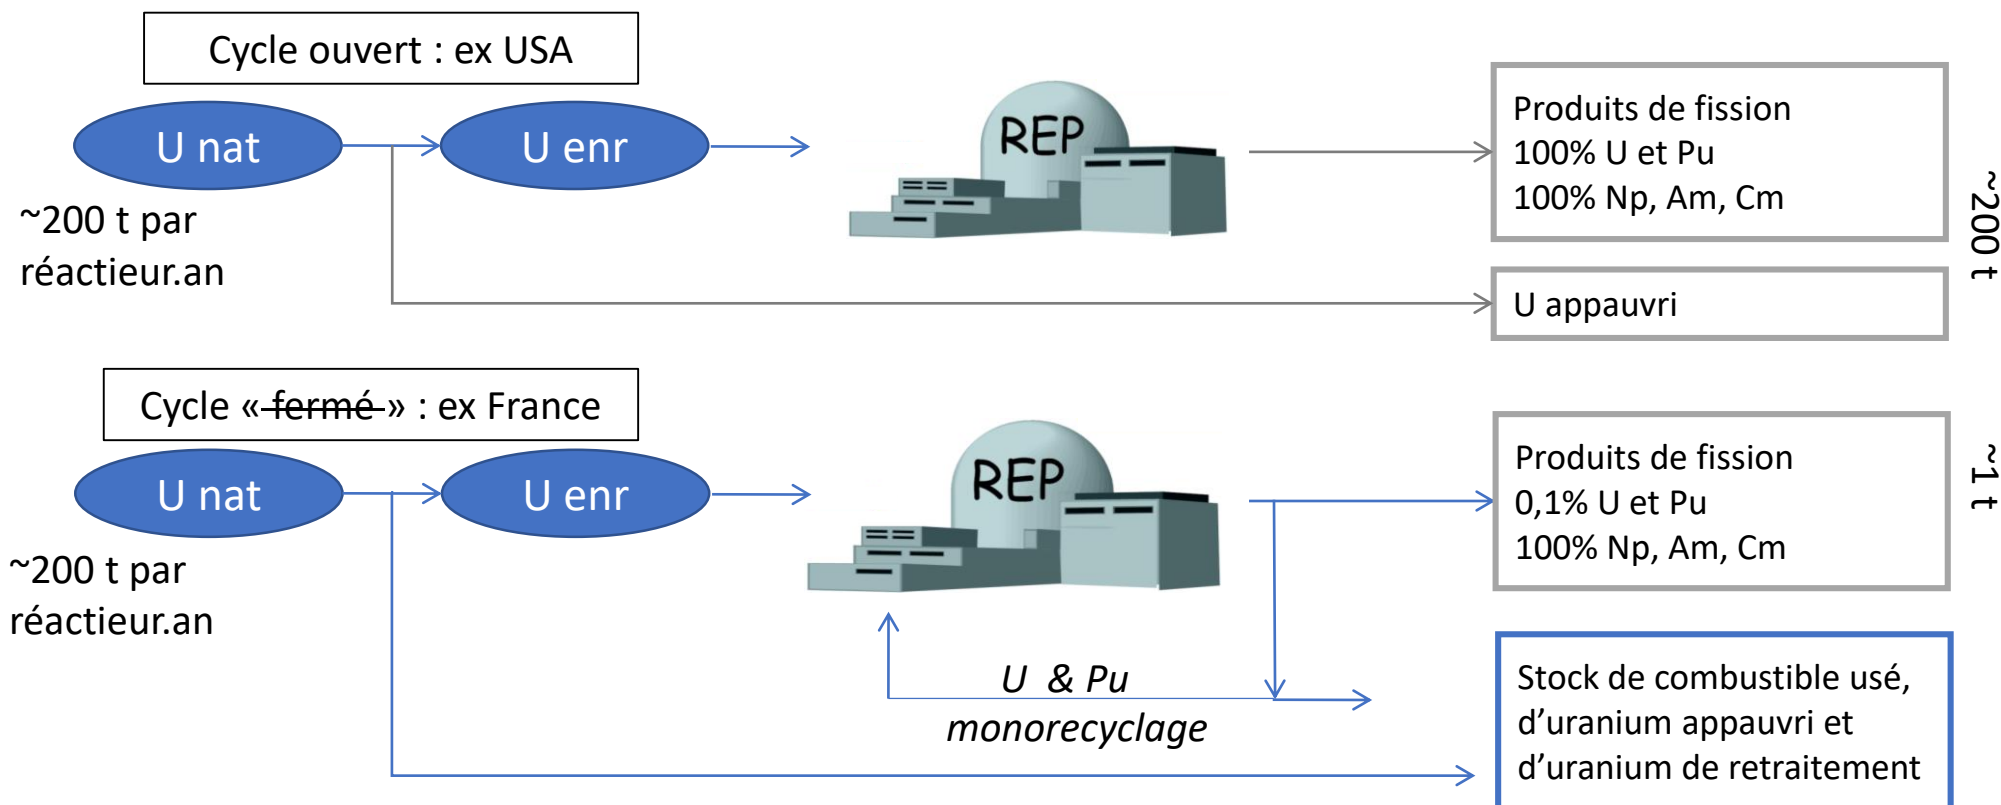 Cycle ouvert : ex USA
U nat
U enr
REP
~200 t par
réactieur.an
Produits de fission
100% U et Pu
100% Np, Am, Cm
~200 t
U appauvri
Cycle « fermé » : ex France
U nat
U enr
REP
~200 t par
réactieur.an
Produits de fission
0,1% U et Pu
100% Np, Am, Cm
~1 t
U & Pu
monorecyclage
Stock de combustible usé,
d’uranium appauvri et
d’uranium de retraitement